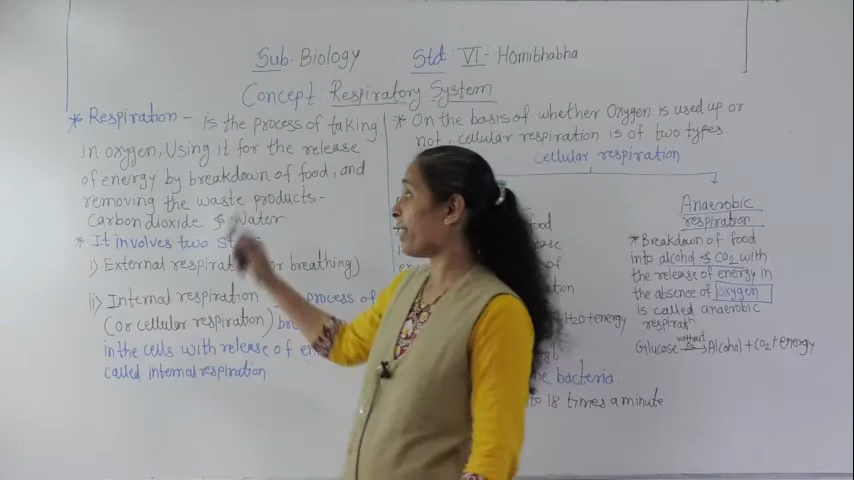 Sub. Biology Std VI - Homibhabha
Concept: Respiratory System
* Respiration - is the process of taking
in oxygen, Using it for the release
of energy by breakdown of food, and
removing the waste products-
Carbondioxide & Water
* It involves two
i) External respirat or breathing)
ii) Internal respiration process of
(or cellular respiration)
in the cells with release of
called internal respiration
* On the basis of whether Oxygen is used up or
not, cellular respiration is of two types.
cellular respiration
food
of
H2O+energy
bacteria.
to 18 times a minute
Anaerobic
respiration
* Breakdown of food
into alcohol & CO2 with
the release of energy in
the absence of oxygen
is called anaerobic
respiratn
without
O2
Glucose → Alcohol + CO2 + energy